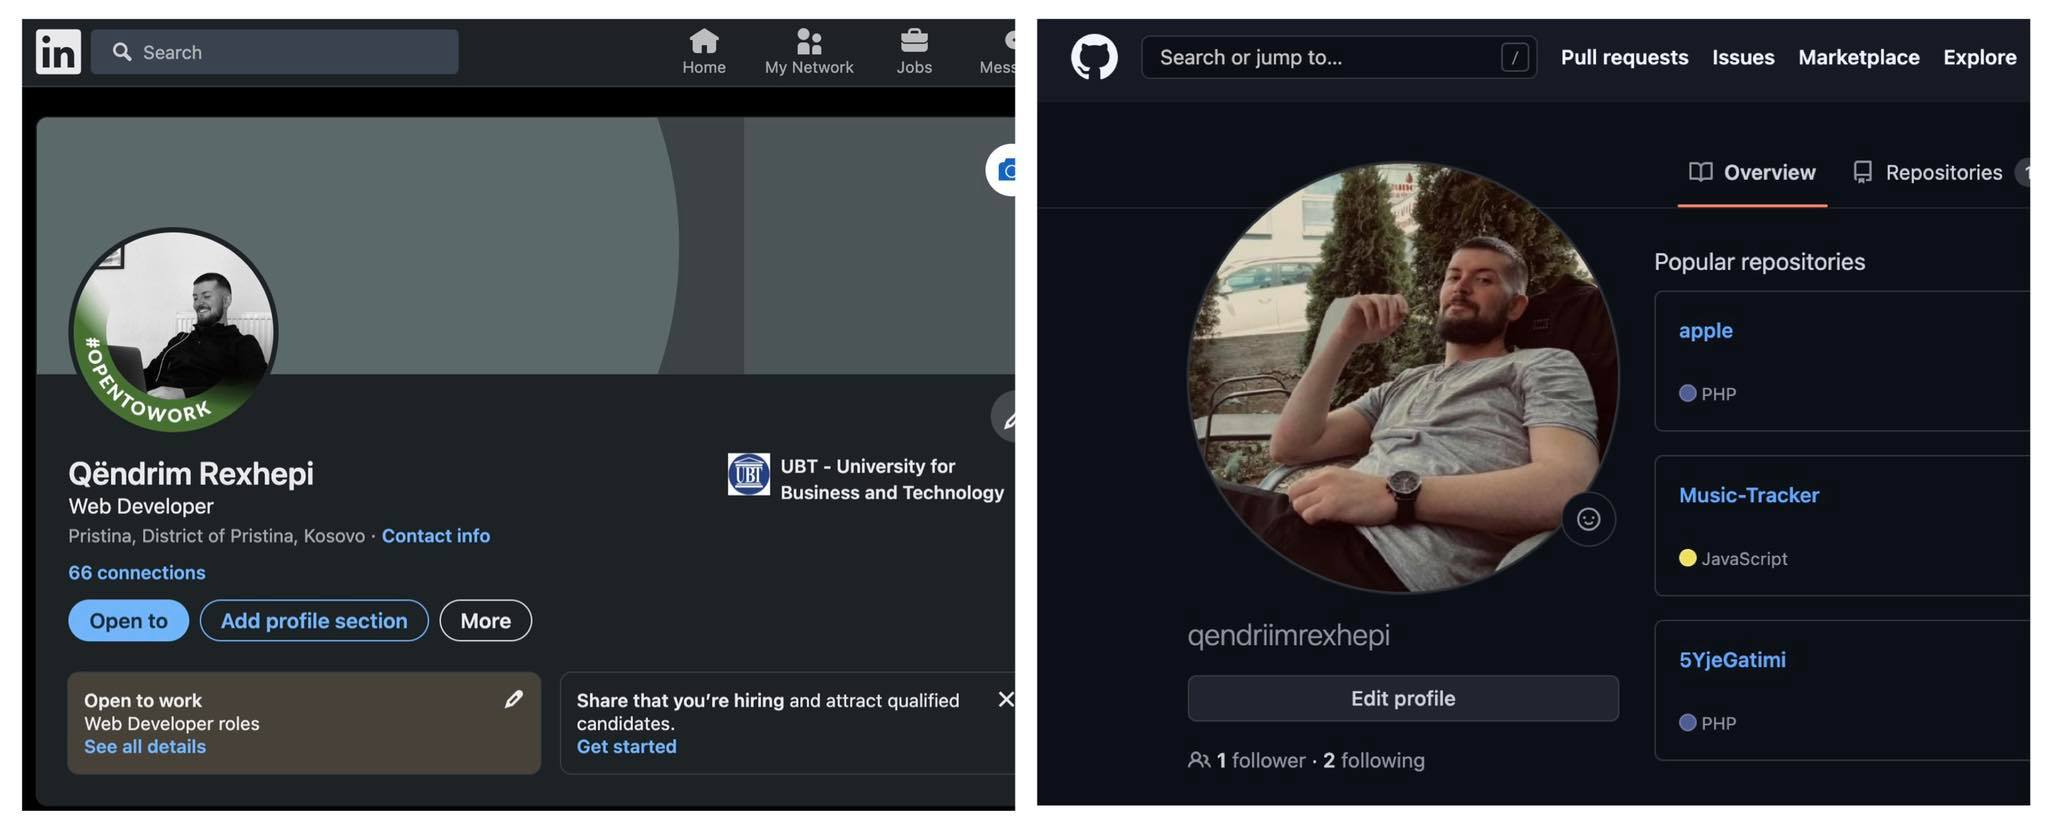 in
Search
Home
My Network
Jobs
Mess
#OPENTOWORK
Qëndrim Rexhepi
Web Developer
Pristina, District of Pristina, Kosovo · Contact info
66 connections
Open to
Add profile section
More
UBT
UBT - University for
Business and Technology
Open to work
Web Developer roles
See all details
Share that you’re hiring and attract qualified
candidates.
Get started
Search or jump to...
/
Pull requests
Issues
Marketplace
Explore
Overview
Repositories
1
qendriimrexhepi
Edit profile
1 follower · 2 following
Popular repositories
apple
PHP
Music-Tracker
JavaScript
5YjeGatimi
PHP